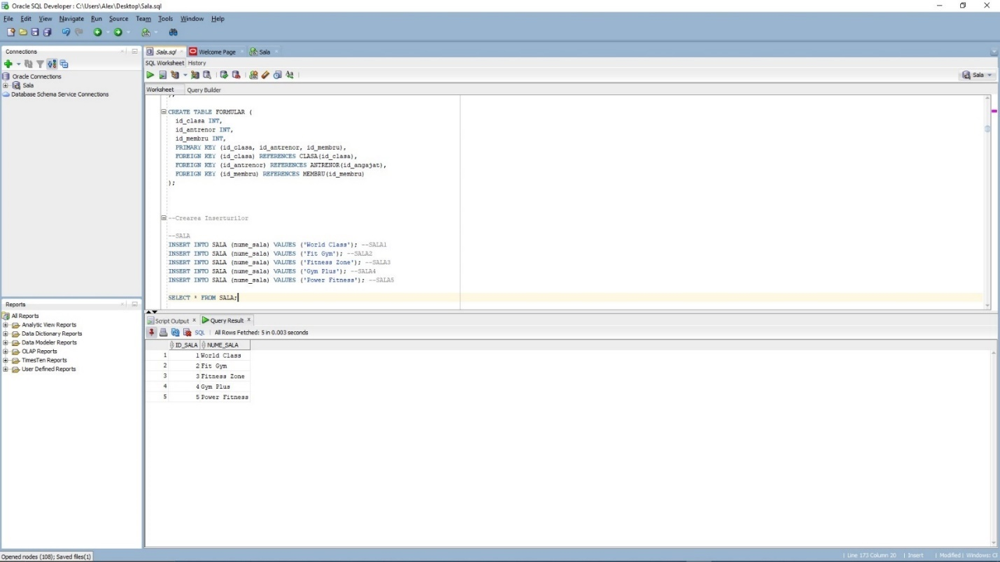 Oracle SQL Developer : C:\Users\Alex\Desktop\Sala.sql
File Edit View Navigate Run Source Team Tools Window Help
Connections
Oracle Connections
Sala
Database Schema Service Connections
Sala.sql Welcome Page Sala
SQL Worksheet History
Sala
Worksheet Query Builder
);
CREATE TABLE FORMULAR (
id_clasa INT,
id_antrenor INT,
id_membru INT,
PRIMARY KEY (id_clasa, id_antrenor, id_membru),
FOREIGN KEY (id_clasa) REFERENCES CLASA(id_clasa),
FOREIGN KEY (id_antrenor) REFERENCES ANTRENOR(id_angajat),
FOREIGN KEY (id_membru) REFERENCES MEMBRU(id_membru)
);
--Crearea Inserturilor
--SALA
INSERT INTO SALA (nume_sala) VALUES ('World Class'); --SALA1
INSERT INTO SALA (nume_sala) VALUES ('Fit Gym'); --SALA2
INSERT INTO SALA (nume_sala) VALUES ('Fitness Zone'); --SALA3
INSERT INTO SALA (nume_sala) VALUES ('Gym Plus'); --SALA4
INSERT INTO SALA (nume_sala) VALUES ('Power Fitness'); --SALA5
SELECT * FROM SALA;
Reports
All Reports
Analytic View Reports
Data Dictionary Reports
Data Modeler Reports
OLAP Reports
TimesTen Reports
User Defined Reports
Script Output Query Result
SQL | All Rows Fetched: 5 in 0.003 seconds
ID_SALA NUME_SALA
1 1 World Class
2 2 Fit Gym
3 3 Fitness Zone
4 4 Gym Plus
5 5 Power Fitness
Opened nodes (108); Saved files(1)
| Line 173 Column 20 | Insert | Modified | Windows: Cl